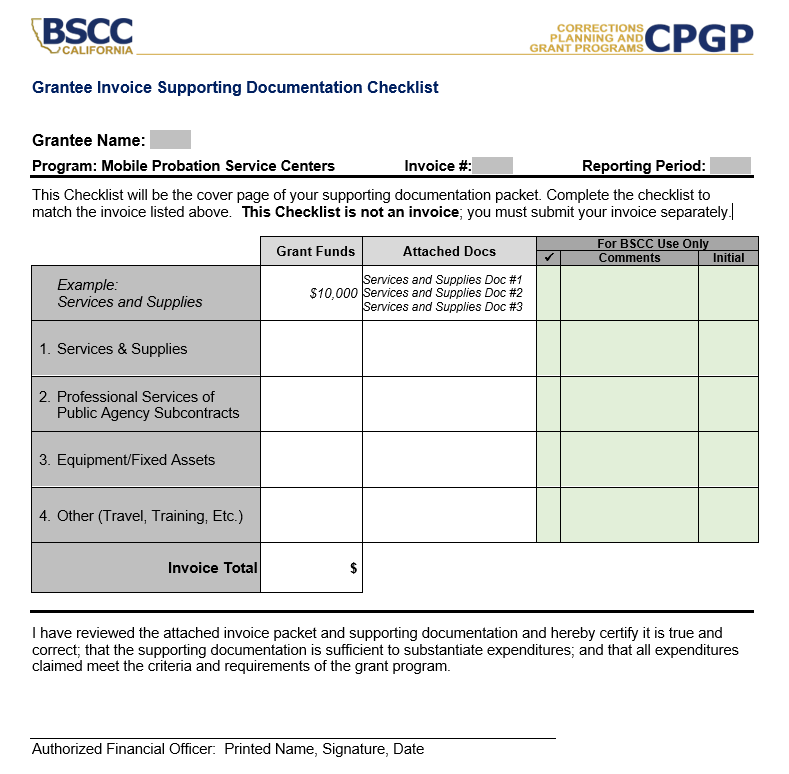 BSCC
CALIFORNIA
CORRECTIONS
PLANNING AND
GRANT PROGRAMS
CPGP
Grantee Invoice Supporting Documentation Checklist
Grantee Name:
Program: Mobile Probation Service Centers Invoice #: Reporting Period:
This Checklist will be the cover page of your supporting documentation packet. Complete the checklist to
match the invoice listed above. This Checklist is not an invoice; you must submit your invoice separately.
Grant Funds Attached Docs For BSCC Use Only
✓ Comments Initial
Example:
Services and Supplies
$10,000
Services and Supplies Doc #1
Services and Supplies Doc #2
Services and Supplies Doc #3
1. Services & Supplies
2. Professional Services of
Public Agency Subcontracts
3. Equipment/Fixed Assets
4. Other (Travel, Training, Etc.)
Invoice Total $
I have reviewed the attached invoice packet and supporting documentation and hereby certify it is true and
correct; that the supporting documentation is sufficient to substantiate expenditures; and that all expenditures
claimed meet the criteria and requirements of the grant program.
Authorized Financial Officer: Printed Name, Signature, Date